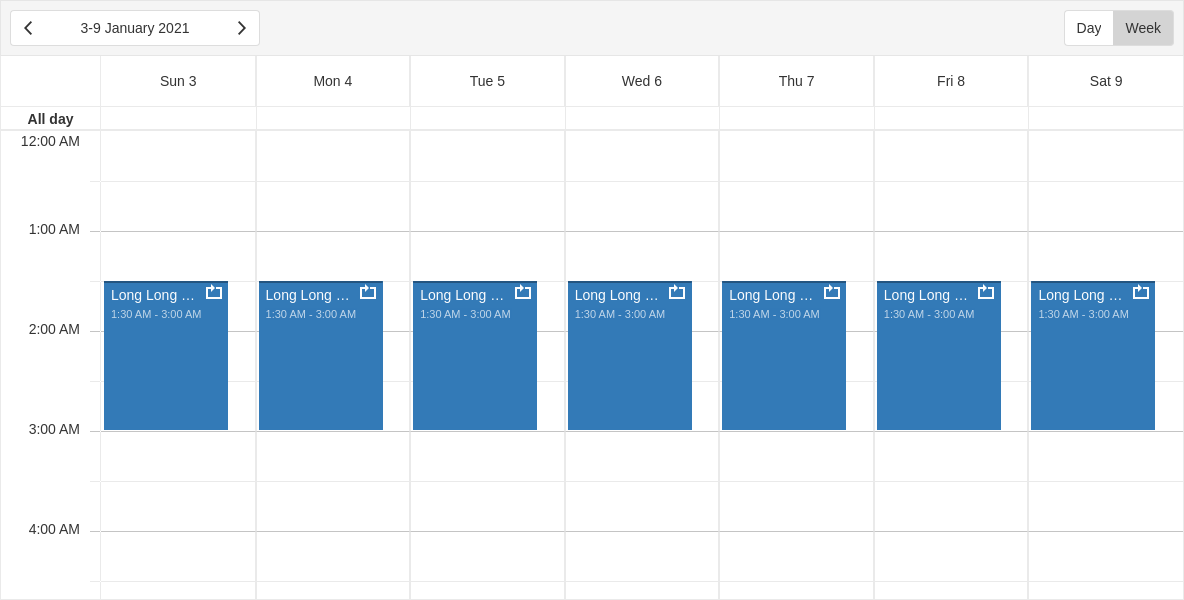 3-9 January 2021
Day Week
Sun 3 Mon 4 Tue 5 Wed 6 Thu 7 Fri 8 Sat 9
All day
12:00 AM
1:00 AM
Long Long ... Long Long ... Long Long ... Long Long ... Long Long ... Long Long ... Long Long ...
1:30 AM - 3:00 AM 1:30 AM - 3:00 AM 1:30 AM - 3:00 AM 1:30 AM - 3:00 AM 1:30 AM - 3:00 AM 1:30 AM - 3:00 AM 1:30 AM - 3:00 AM
2:00 AM
3:00 AM
4:00 AM